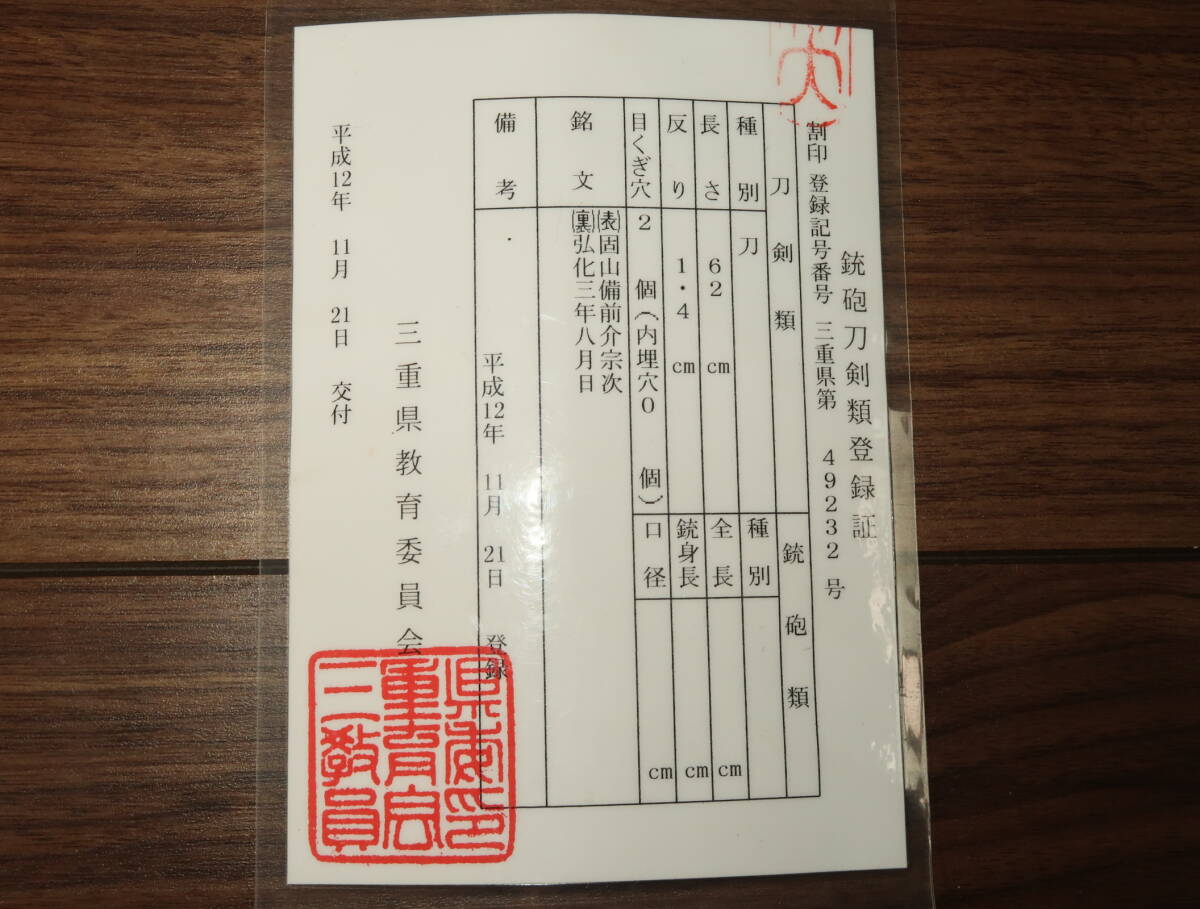 銃砲刀剣類登録証
割印 登録記号番号 三重県第 49232 号
刀剣類
種別 刀
長さ 62 cm
反り 1・4 cm
目くぎ穴 2 個(内埋穴0 個)
銃砲類
種別
全長 cm
銃身長 cm
口径 cm
銘文
(表)固山備前介宗次
(裏)弘化三年八月日
備考
平成12年 11月 21日 登録
三重県教育委員会
平成12年 11月 21日 交付